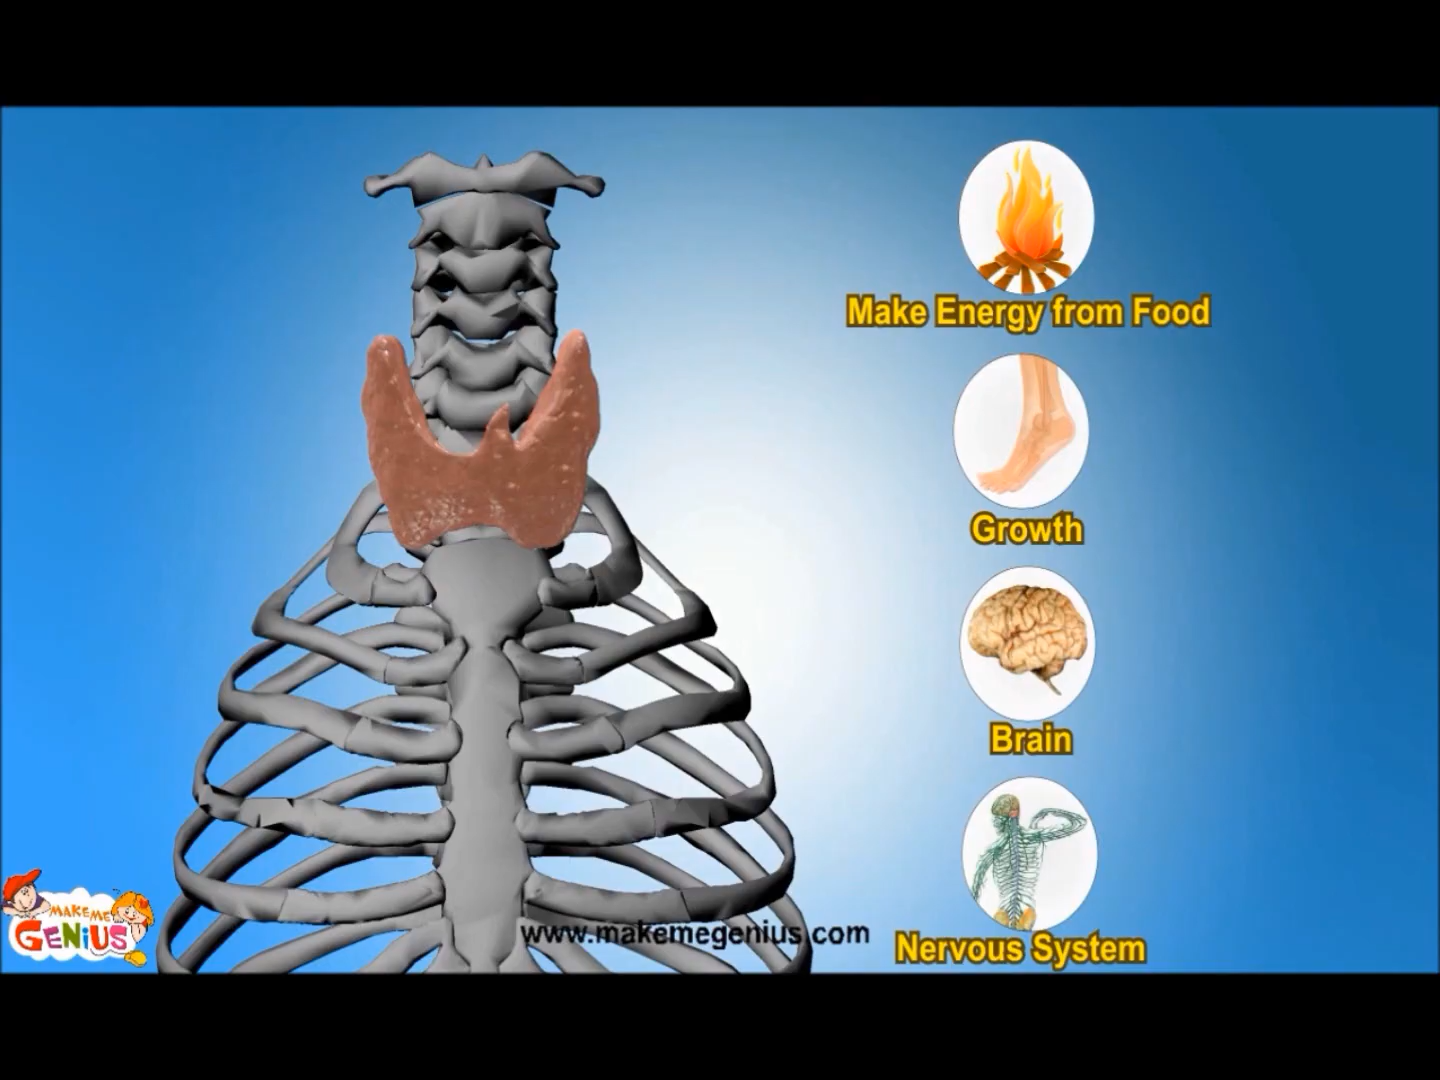 Make Energy from Food
Growth
Brain
Nervous System
www.makemegenius.com
MAKE ME
GENiUS